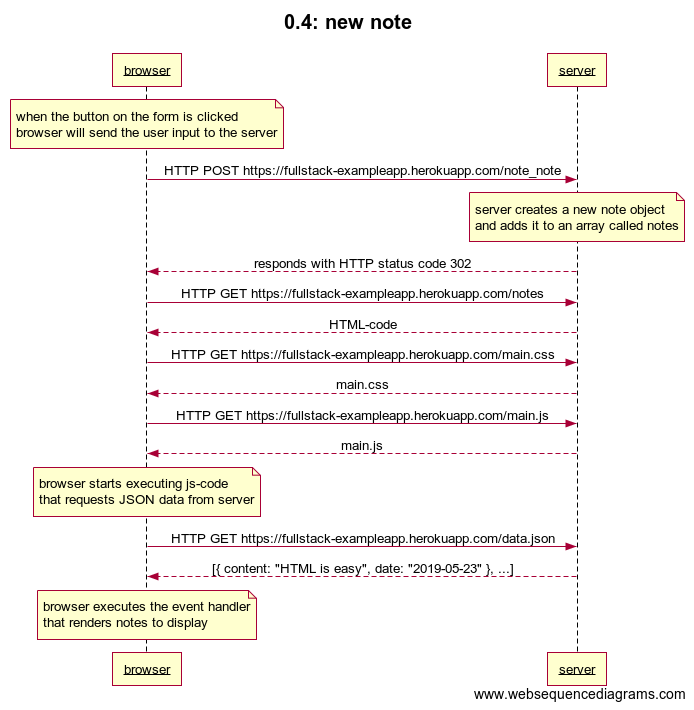 0.4: new note
browser
server
when the button on the form is clicked
browser will send the user input to the server
HTTP POST https://fullstack-exampleapp.herokuapp.com/note_note
server creates a new note object
and adds it to an array called notes
responds with HTTP status code 302
HTTP GET https://fullstack-exampleapp.herokuapp.com/notes
HTML-code
HTTP GET https://fullstack-exampleapp.herokuapp.com/main.css
main.css
HTTP GET https://fullstack-exampleapp.herokuapp.com/main.js
main.js
browser starts executing js-code
that requests JSON data from server
HTTP GET https://fullstack-exampleapp.herokuapp.com/data.json
[{ content: "HTML is easy", date: "2019-05-23" }, ...]
browser executes the event handler
that renders notes to display
browser
server
www.websequencediagrams.com